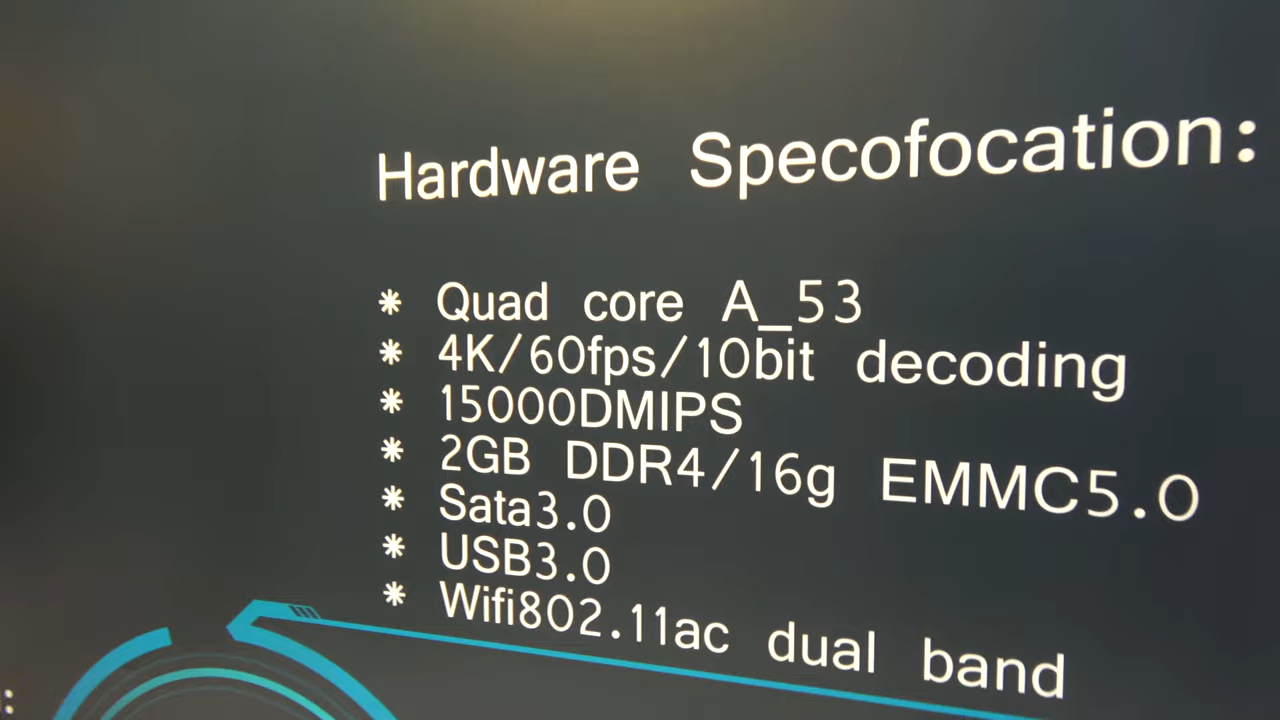 Hardware Specofocation:
* Quad core A_53
* 4K/60fps/10bit decoding
* 15000DMIPS
* 2GB DDR4/16g EMMC5.0
* Sata3.0
* USB3.0
* Wifi802.11ac dual band